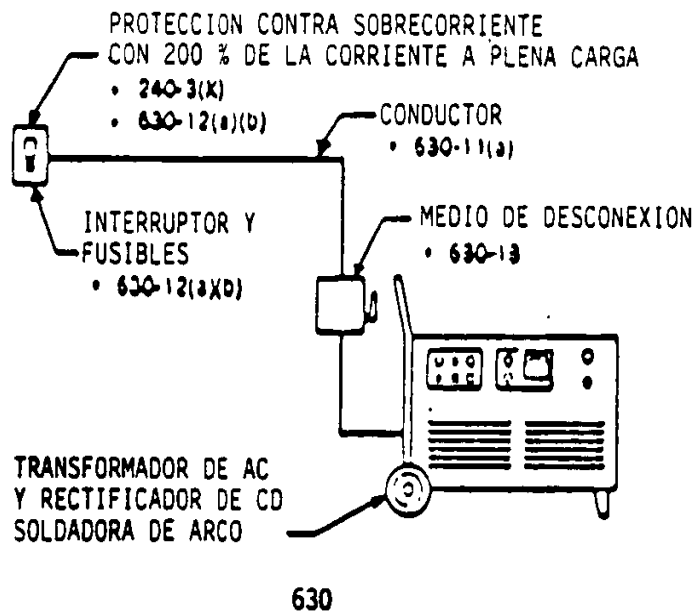 PROTECCION CONTRA SOBRECORRIENTE
CON 200 % DE LA CORRIENTE A PLENA CARGA
• 240-3(K)
• 630-12(a)(b)
CONDUCTOR
• 630-11(a)
INTERRUPTOR Y
FUSIBLES
• 630-12(a)(b)
MEDIO DE DESCONEXION
• 630-13
TRANSFORMADOR DE AC
Y RECTIFICADOR DE CD
SOLDADORA DE ARCO
630